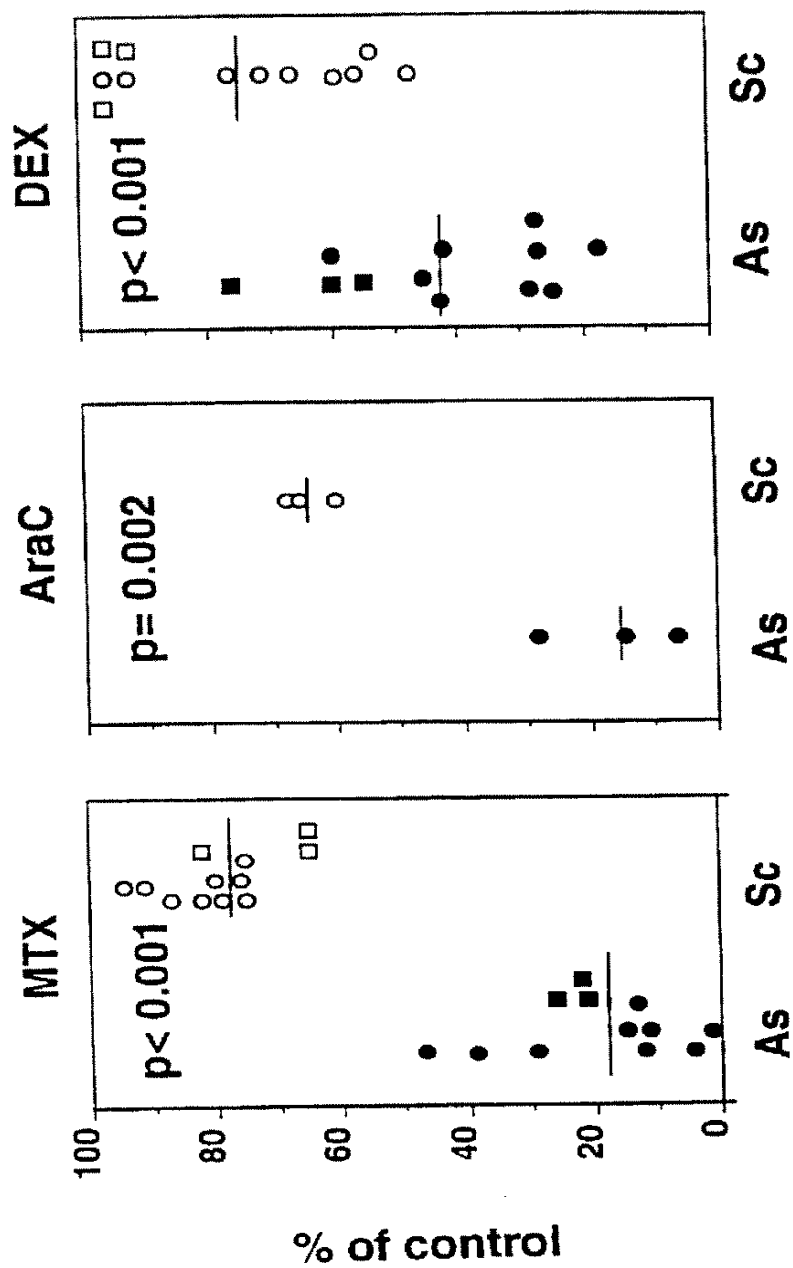 MTX
AraC
DEX
p< 0.001
p= 0.002
p< 0.001
100
80
60
40
20
0
% of control
As
Sc
As
Sc
As
Sc